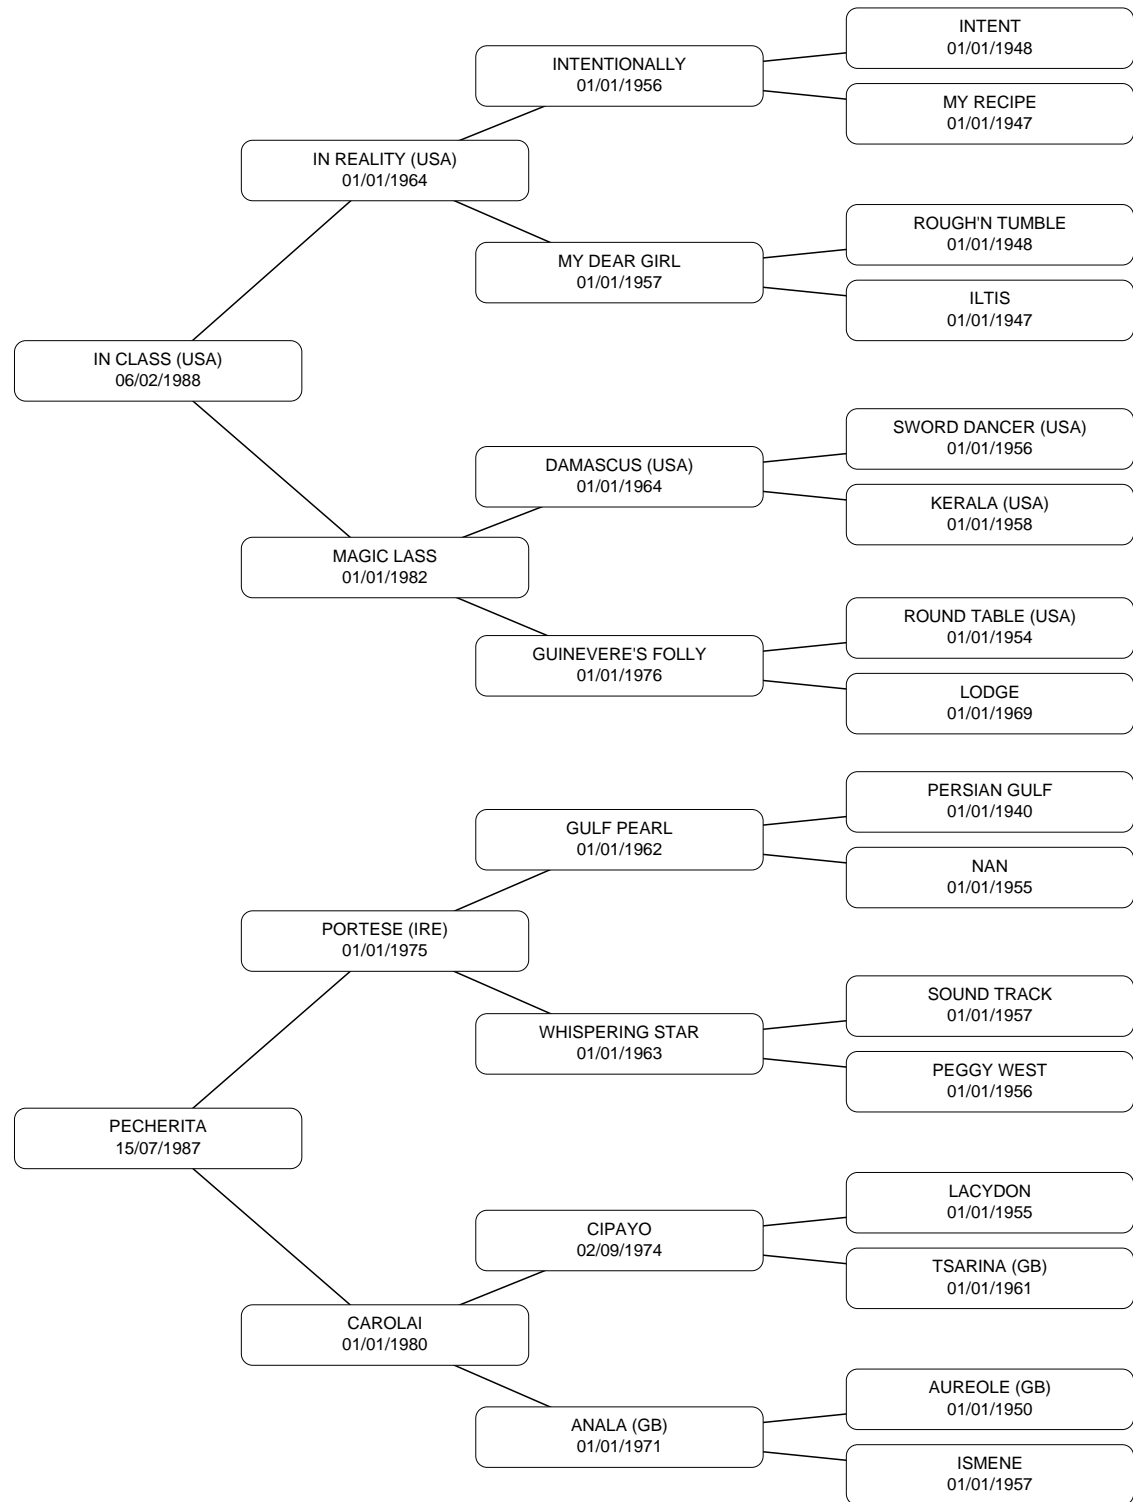 INTENT
01/01/1948
INTENTIONALLY
01/01/1956
MY RECIPE
01/01/1947
IN REALITY (USA)
01/01/1964
ROUGH'N TUMBLE
01/01/1948
MY DEAR GIRL
01/01/1957
ILTIS
01/01/1947
IN CLASS (USA)
06/02/1988
SWORD DANCER (USA)
01/01/1956
DAMASCUS (USA)
01/01/1964
KERALA (USA)
01/01/1958
MAGIC LASS
01/01/1982
ROUND TABLE (USA)
01/01/1954
GUINEVERE'S FOLLY
01/01/1976
LODGE
01/01/1969
PERSIAN GULF
01/01/1940
GULF PEARL
01/01/1962
NAN
01/01/1955
PORTESE (IRE)
01/01/1975
SOUND TRACK
01/01/1957
WHISPERING STAR
01/01/1963
PEGGY WEST
01/01/1956
PECHERITA
15/07/1987
LACYDON
01/01/1955
CIPAYO
02/09/1974
TSARINA (GB)
01/01/1961
CAROLAI
01/01/1980
AUREOLE (GB)
01/01/1950
ANALA (GB)
01/01/1971
ISMENE
01/01/1957